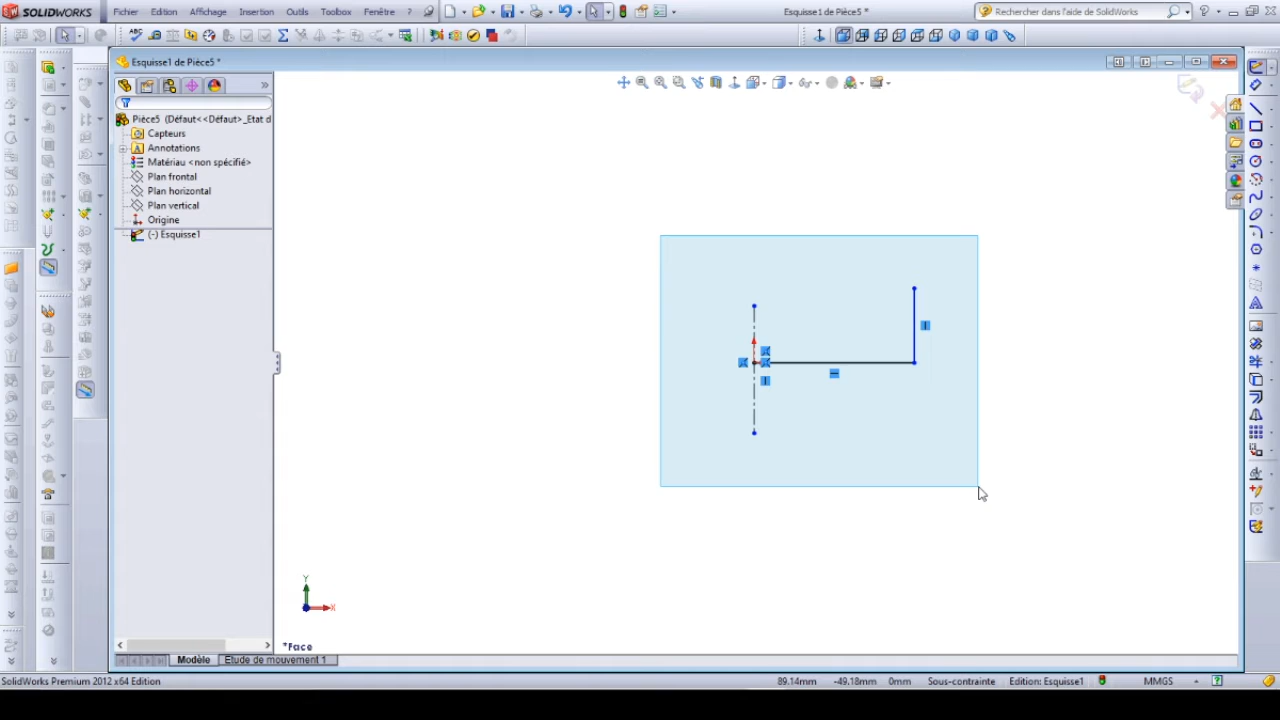 SOLIDWORKS Fichier Edition Affichage Insertion Outils Toolbox Fenêtre ? Esquisse1 de Pièce5 * Rechercher dans l'aide de SolidWorks
Esquisse1 de Pièce5 *
Pièce5 (Défaut<<Défaut>_Etat d
Capteurs
Annotations
Matériau <non spécifié>
Plan frontal
Plan horizontal
Plan vertical
Origine
(-) Esquisse1
Y
X
*Face
Modèle Etude de mouvement 1
SolidWorks Premium 2012 x64 Edition 89.14mm -49.18mm 0mm Sous-contrainte Edition: Esquisse1 MMGS